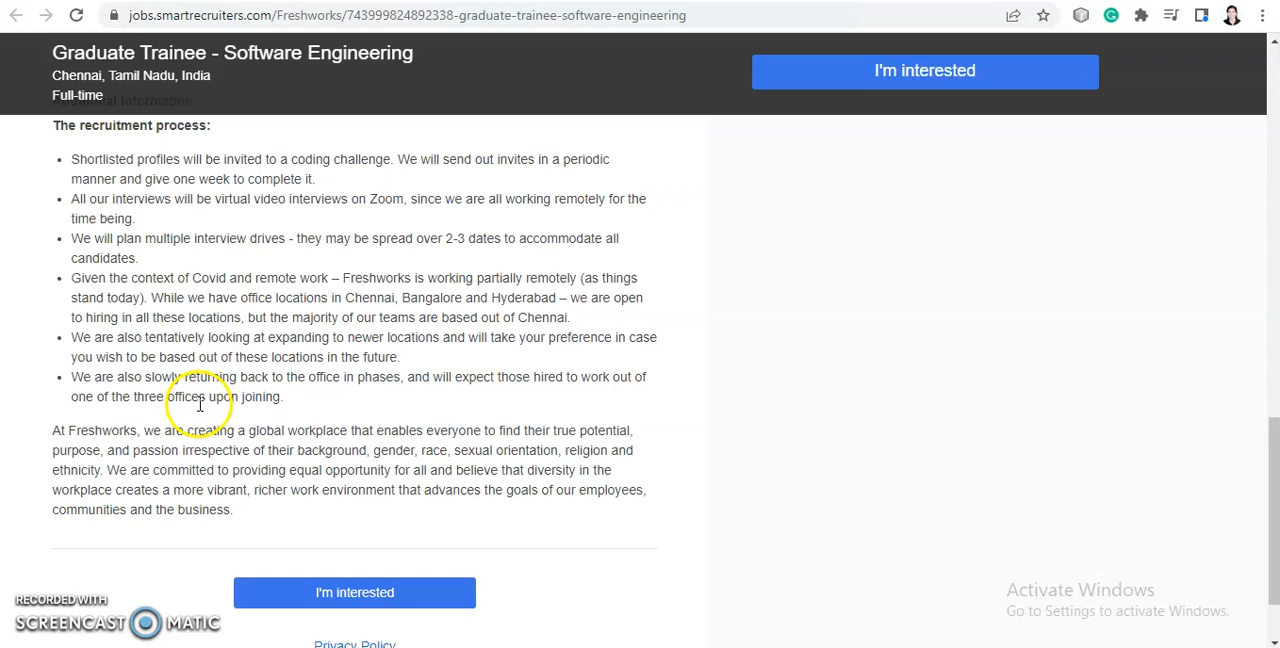 jobs.smartrecruiters.com/Freshworks/743999824892338-graduate-trainee-software-engineering
Graduate Trainee - Software Engineering
Chennai, Tamil Nadu, India
Full-time
I'm interested
Additional Information
The recruitment process:
• Shortlisted profiles will be invited to a coding challenge. We will send out invites in a periodic
manner and give one week to complete it.
• All our interviews will be virtual video interviews on Zoom, since we are all working remotely for the
time being.
• We will plan multiple interview drives - they may be spread over 2-3 dates to accommodate all
candidates.
• Given the context of Covid and remote work – Freshworks is working partially remotely (as things
stand today). While we have office locations in Chennai, Bangalore and Hyderabad – we are open
to hiring in all these locations, but the majority of our teams are based out of Chennai.
• We are also tentatively looking at expanding to newer locations and will take your preference in case
you wish to be based out of these locations in the future.
• We are also slowly returning back to the office in phases, and will expect those hired to work out of
one of the three offices upon joining.
At Freshworks, we are creating a global workplace that enables everyone to find their true potential,
purpose, and passion irrespective of their background, gender, race, sexual orientation, religion and
ethnicity. We are committed to providing equal opportunity for all and believe that diversity in the
workplace creates a more vibrant, richer work environment that advances the goals of our employees,
communities and the business.
I'm interested
Privacy Policy
Activate Windows
Go to Settings to activate Windows.
RECORDED WITH
SCREENCAST MATIC